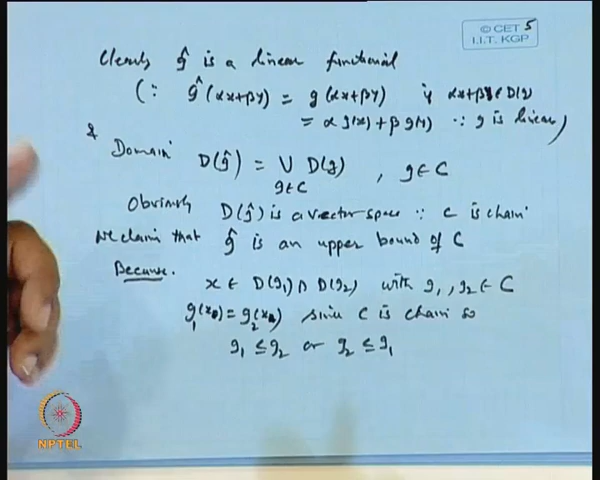 © CET 5
I.I.T. KGP
Clearly ĝ is a linear functional
(∵ ĝ(αx+βy) = g(αx+βy) if αx+βy ∈ D(g)
= α g(x) + β g(y) ∵ g is linear)
& Domain D(ĝ) = ∪ D(g) , g ∈ C
g∈C
Obviously D(ĝ) is a vector space ∵ C is chain
We claim that ĝ is an upper bound of C
Because.
x ∈ D(g₁) ∩ D(g₂) with g₁, g₂ ∈ C
g₁(x) = g₂(x) since C is chain so
g₁ ≤ g₂ or g₂ ≤ g₁
NPTEL